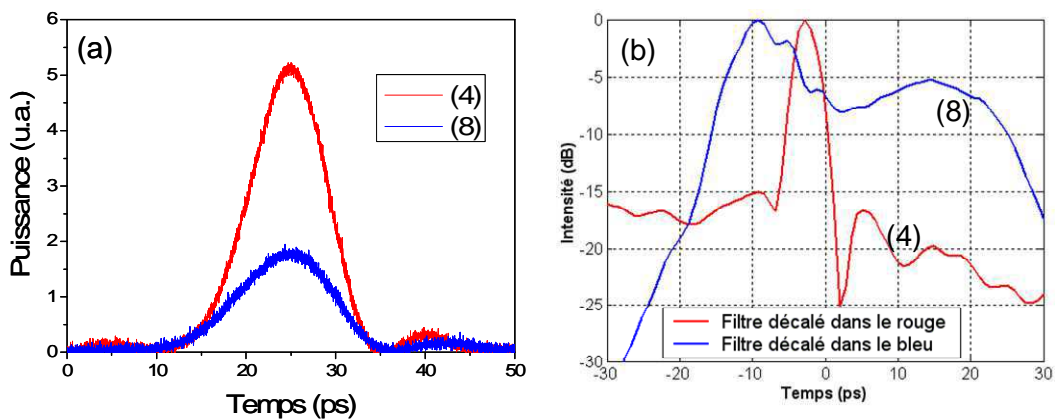 (a)
6
5
4
3
2
1
0
Puissance (u.a.)
(4)
(8)
0 10 20 30 40 50
Temps (ps)
(b)
0
-5
-10
-15
-20
-25
-30
Intensité (dB)
(8)
(4)
Filtre décalé dans le rouge
Filtre décalé dans le bleu
-30 -20 -10 0 10 20 30
Temps (ps)